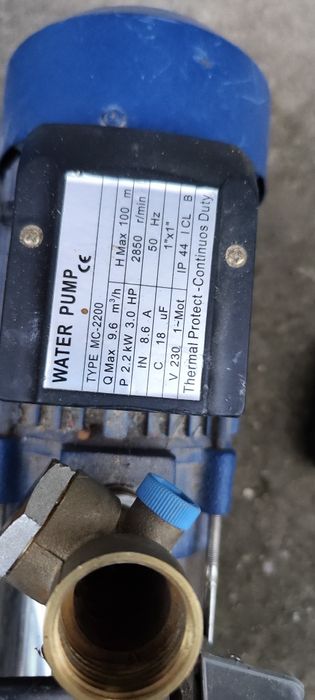 WATER PUMP CE
TYPE MC-2200
Q Max 9.6 m³/h H Max 100 m
P 2.2 kW 3.0 HP 2850 r/min
IN 8.6 A 50 Hz
C 18 ..uF 1"x1"
V 230 1~Mot IP 44 I CL B
Thermal Protect -Continuos Duty